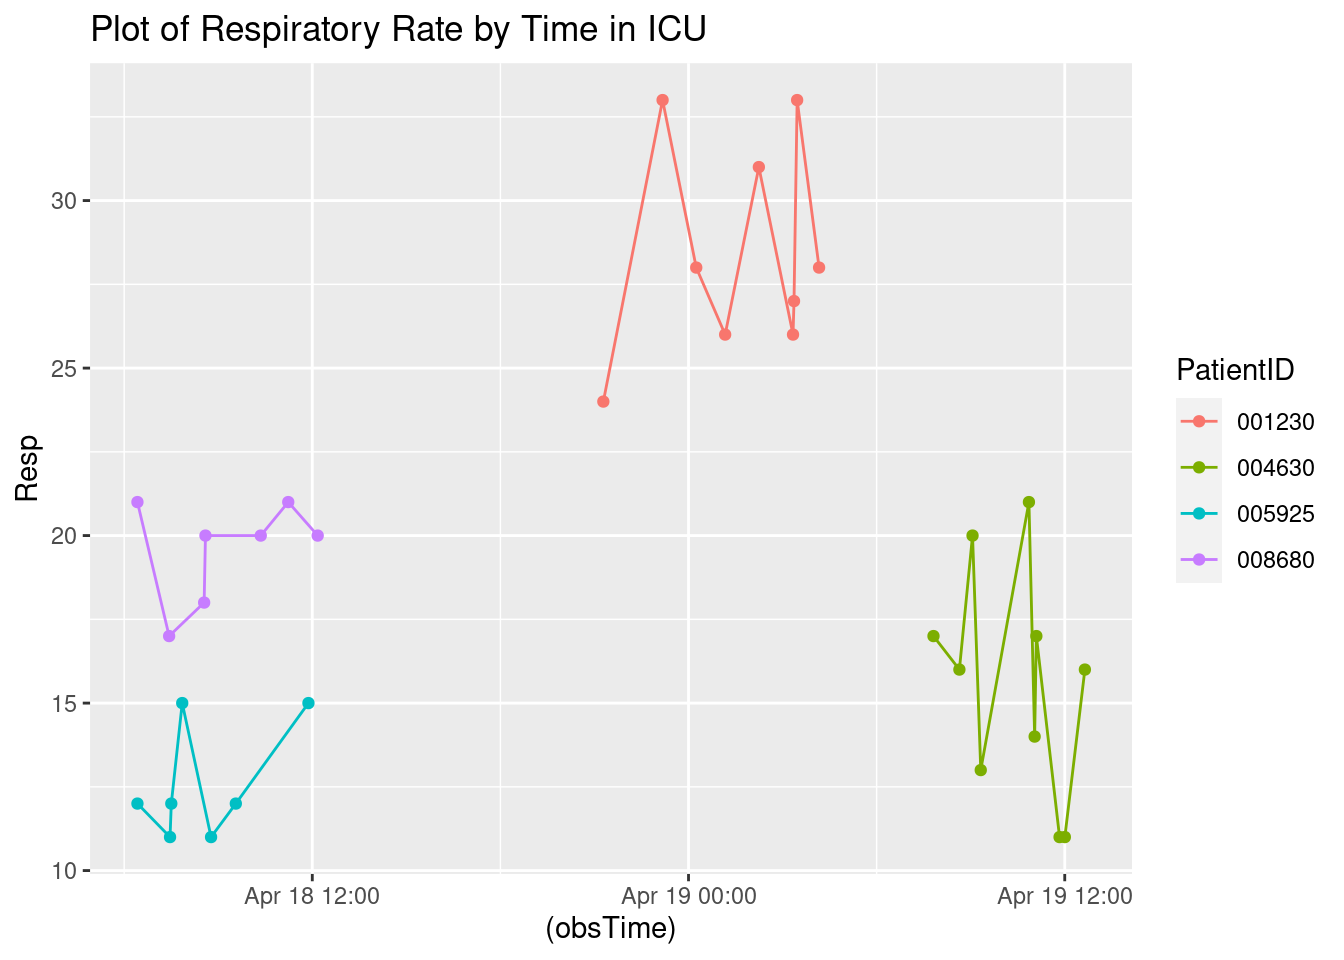 Plot of Respiratory Rate by Time in ICU
Resp
30
25
20
15
10
Apr 18 12:00
Apr 19 00:00
Apr 19 12:00
(obsTime)
PatientID
001230
004630
005925
008680